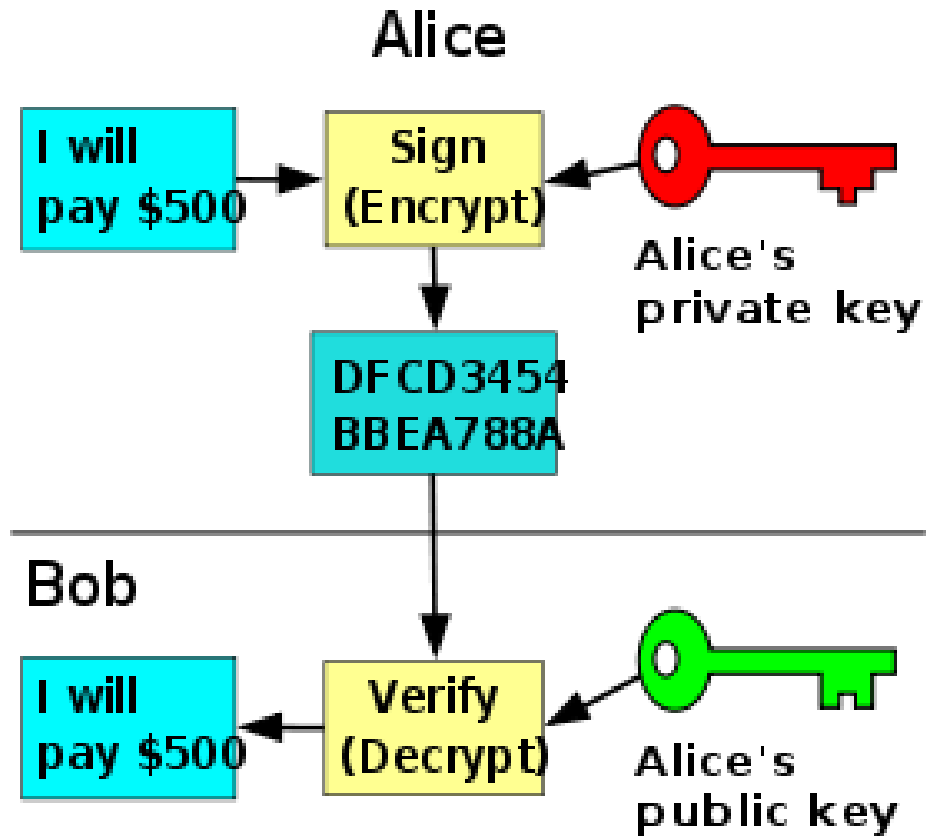 Alice
I will
pay $500
Sign
(Encrypt)
Alice's
private key
DFCD3454
BBEA788A
Bob
I will
pay $500
Verify
(Decrypt)
Alice's
public key